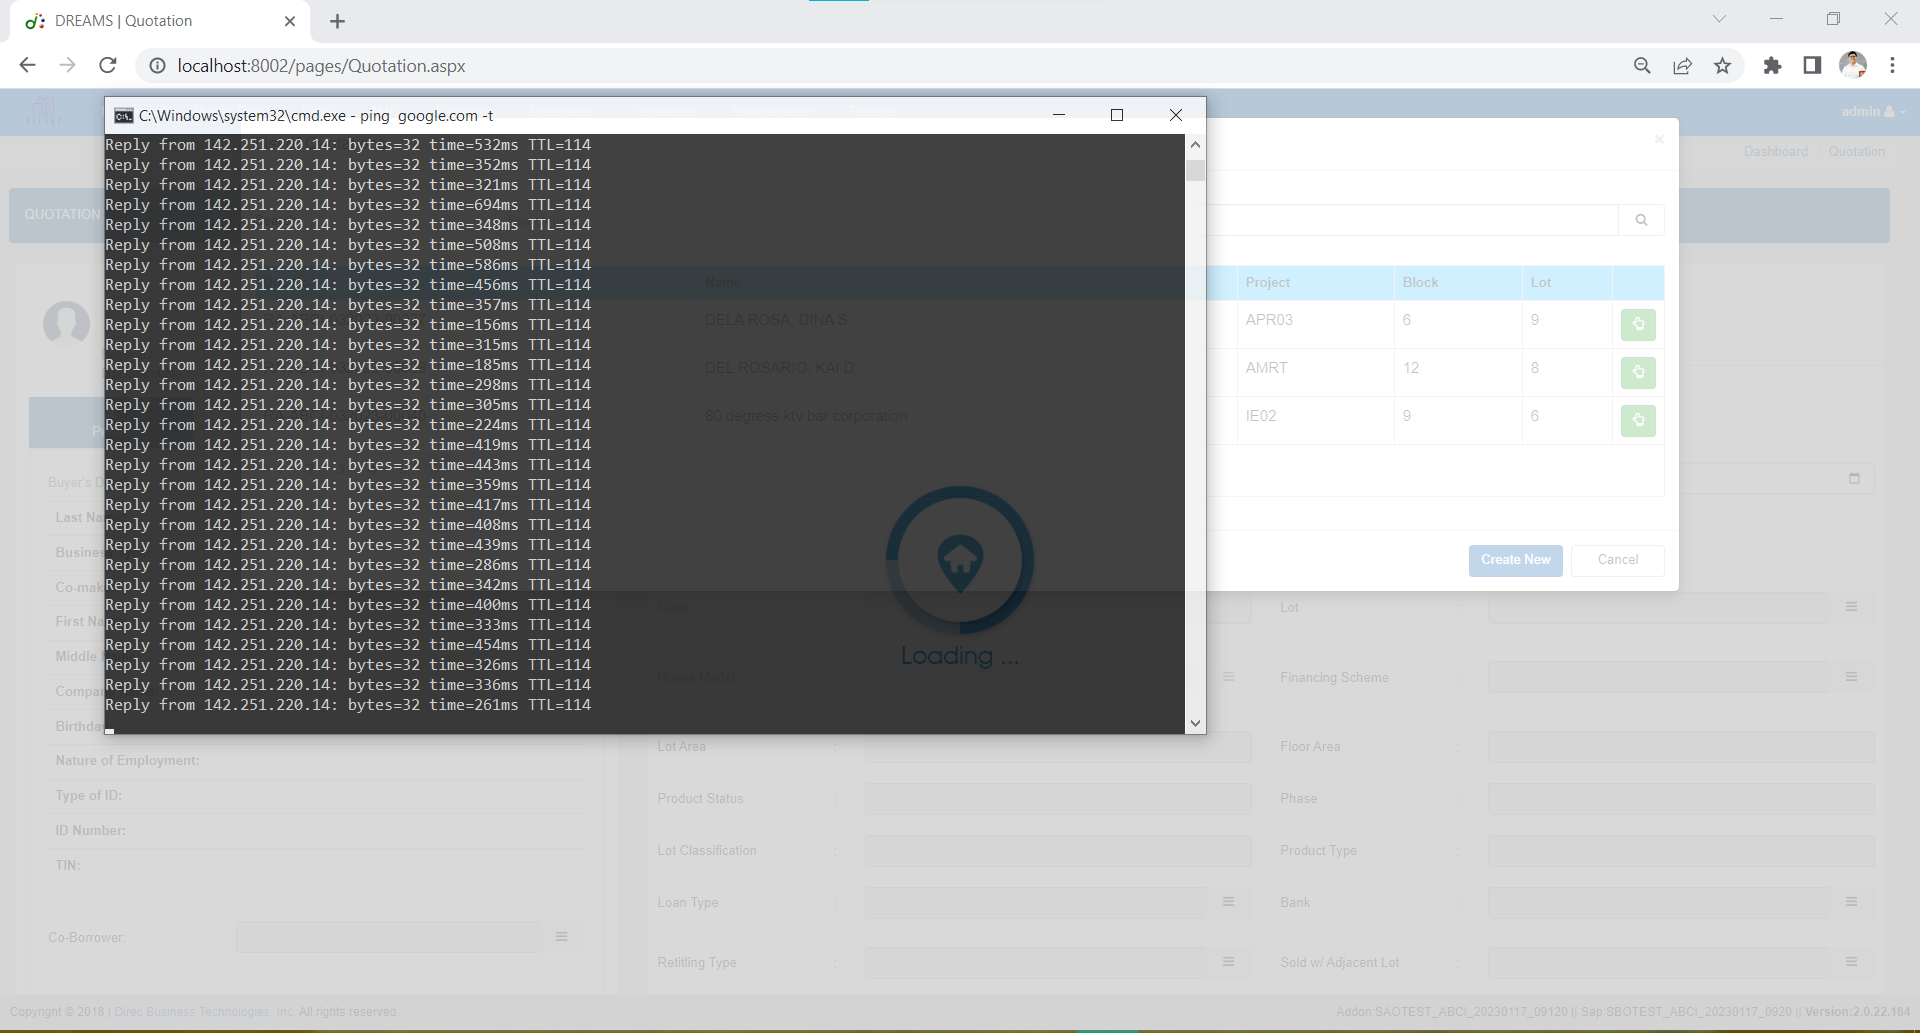 DREAMS | Quotation
localhost:8002/pages/Quotation.aspx
C:\Windows\system32\cmd.exe - ping  google.com -t
admin
Dashboard / Quotation
QUOTATION
Reply from 142.251.220.14: bytes=32 time=532ms TTL=114
Reply from 142.251.220.14: bytes=32 time=352ms TTL=114
Reply from 142.251.220.14: bytes=32 time=321ms TTL=114
Reply from 142.251.220.14: bytes=32 time=694ms TTL=114
Reply from 142.251.220.14: bytes=32 time=348ms TTL=114
Reply from 142.251.220.14: bytes=32 time=508ms TTL=114
Reply from 142.251.220.14: bytes=32 time=586ms TTL=114
Reply from 142.251.220.14: bytes=32 time=456ms TTL=114
Reply from 142.251.220.14: bytes=32 time=357ms TTL=114
Reply from 142.251.220.14: bytes=32 time=156ms TTL=114
Reply from 142.251.220.14: bytes=32 time=315ms TTL=114
Reply from 142.251.220.14: bytes=32 time=185ms TTL=114
Reply from 142.251.220.14: bytes=32 time=298ms TTL=114
Reply from 142.251.220.14: bytes=32 time=305ms TTL=114
Reply from 142.251.220.14: bytes=32 time=224ms TTL=114
Reply from 142.251.220.14: bytes=32 time=419ms TTL=114
Reply from 142.251.220.14: bytes=32 time=443ms TTL=114
Reply from 142.251.220.14: bytes=32 time=359ms TTL=114
Reply from 142.251.220.14: bytes=32 time=417ms TTL=114
Reply from 142.251.220.14: bytes=32 time=408ms TTL=114
Reply from 142.251.220.14: bytes=32 time=439ms TTL=114
Reply from 142.251.220.14: bytes=32 time=286ms TTL=114
Reply from 142.251.220.14: bytes=32 time=342ms TTL=114
Reply from 142.251.220.14: bytes=32 time=400ms TTL=114
Reply from 142.251.220.14: bytes=32 time=333ms TTL=114
Reply from 142.251.220.14: bytes=32 time=454ms TTL=114
Reply from 142.251.220.14: bytes=32 time=326ms TTL=114
Reply from 142.251.220.14: bytes=32 time=336ms TTL=114
Reply from 142.251.220.14: bytes=32 time=261ms TTL=114
Name Project Block Lot
DELA ROSA, DINA S APR03 6 9
DEL ROSARIO, KAI D AMRT 12 8
80 degress ktv bar corporation IE02 9 6
Create New Cancel
Loading ...
Buyer's
Last
First
Middle
Nature of Employment:
Type of ID:
ID Number:
TIN:
Co-Borrower:
Block Lot :
House Model Financing Scheme :
Lot Area : Floor Area :
Product Status : Phase :
Lot Classification : Product Type :
Loan Type : Bank :
Retitling Type : Sold w/ Adjacent Lot :
Copyright © 2018 | Direc Business Technologies, Inc. All rights reserved.
Addon:SAOTEST_ABCI_20230117_09120 || Sap:SBOTEST_ABCI_20230117_0920 || Version:2.0.22.164